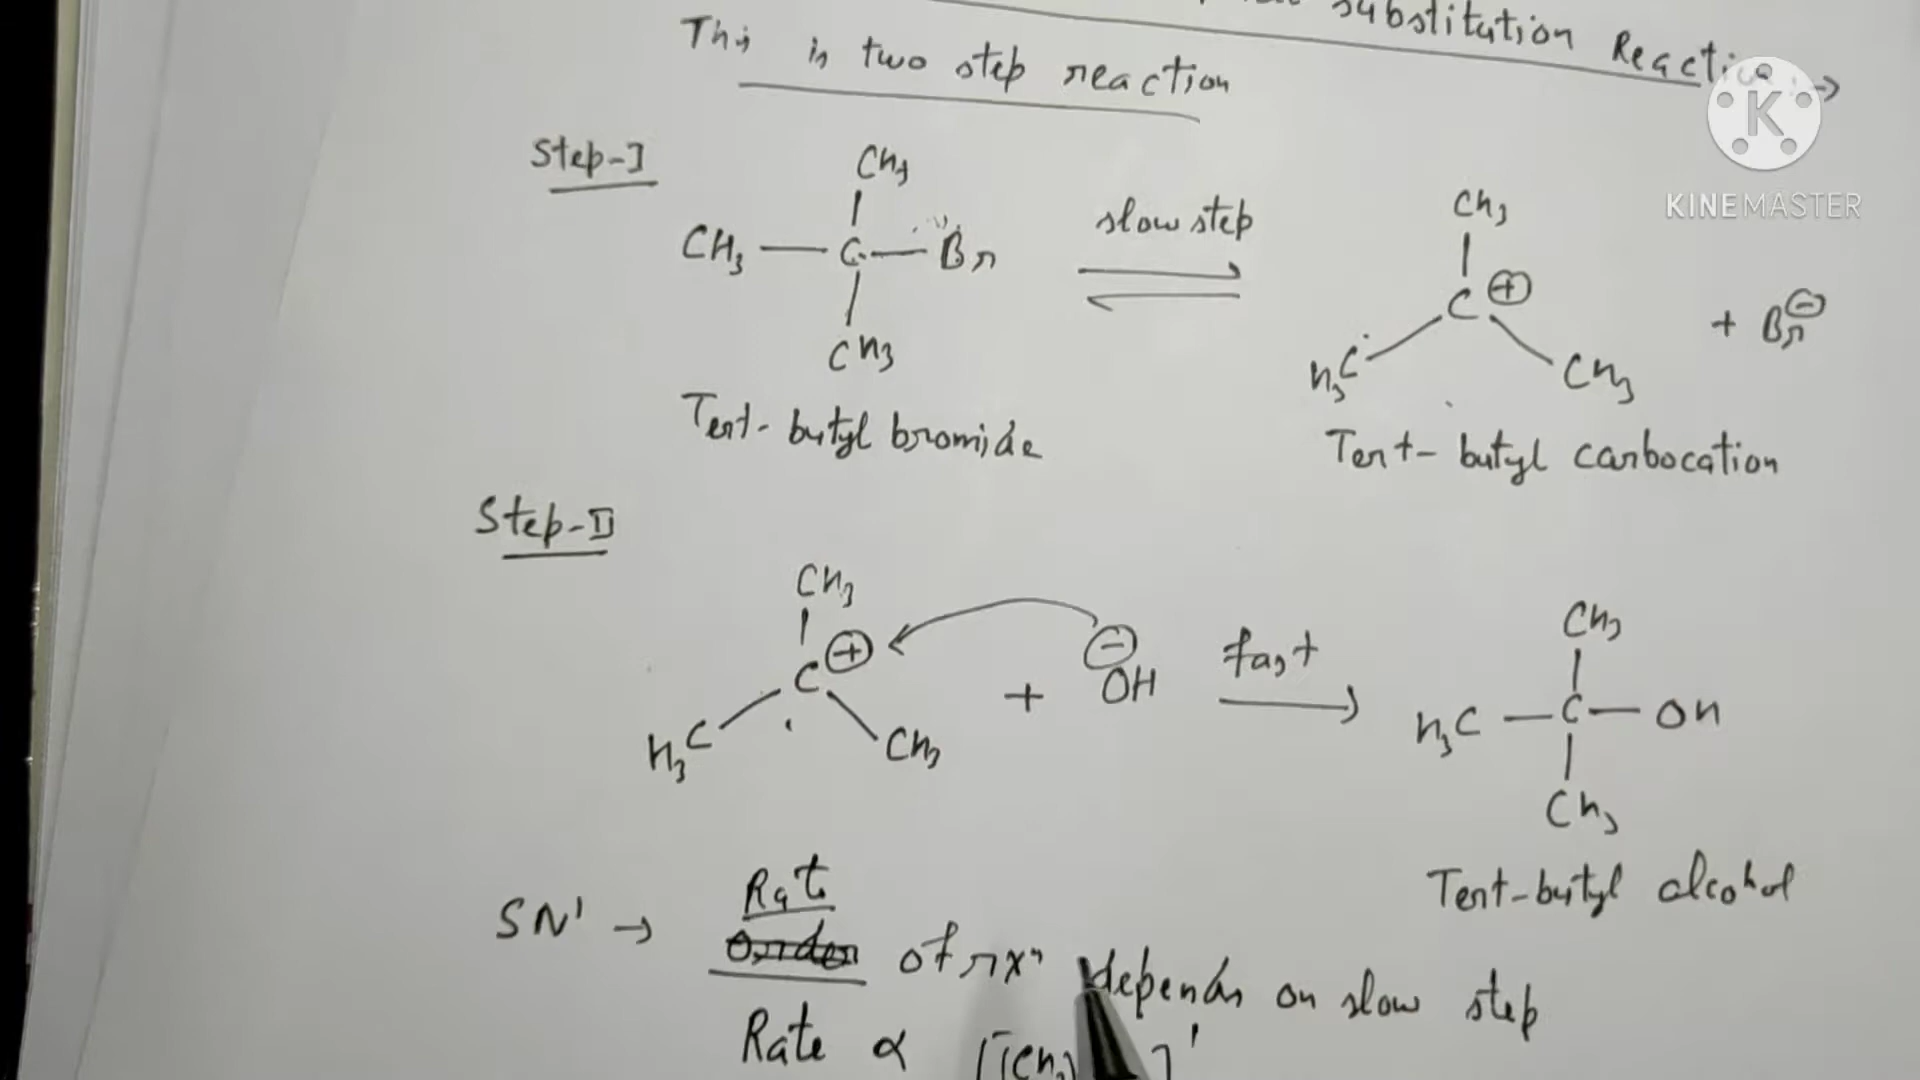 substitution Reaction :→
This is two step reaction
KINEMASTER
Step-I
CH3
CH3 — C — Br
CH3
slow step
CH3
C ⊕
H3C CH3
+ Br ⊖
Tert-butyl bromide
Tert-butyl carbocation
Step-II
CH3
C ⊕
H3C CH3
+ ⊖OH
fast
CH3
H3C — C — OH
CH3
Tert-butyl alcohol
SN1 → Rate of rxn depends on slow step
Rate ∝